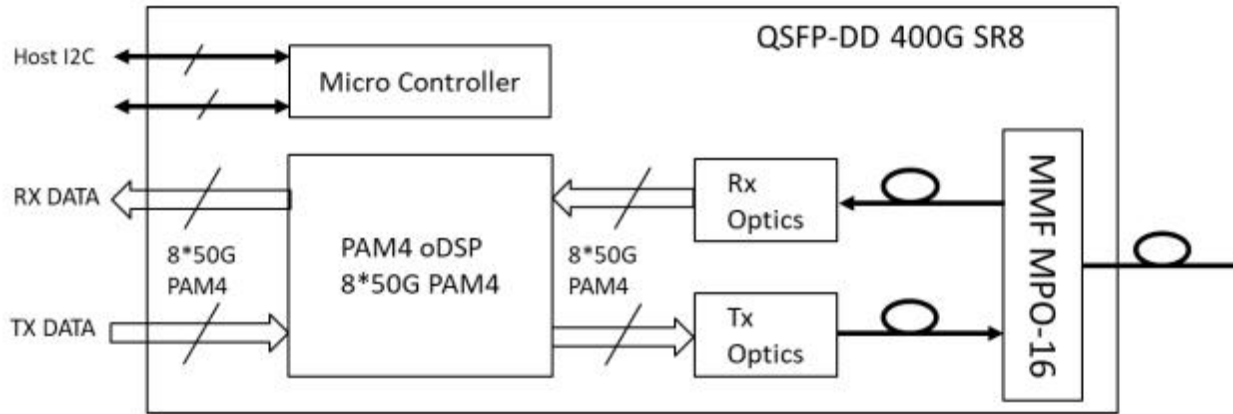 QSFP-DD 400G SR8
Host I2C
Micro Controller
RX DATA
8*50G
PAM4
TX DATA
PAM4 oDSP
8*50G PAM4
8*50G
PAM4
Rx
Optics
Tx
Optics
MMF MPO-16